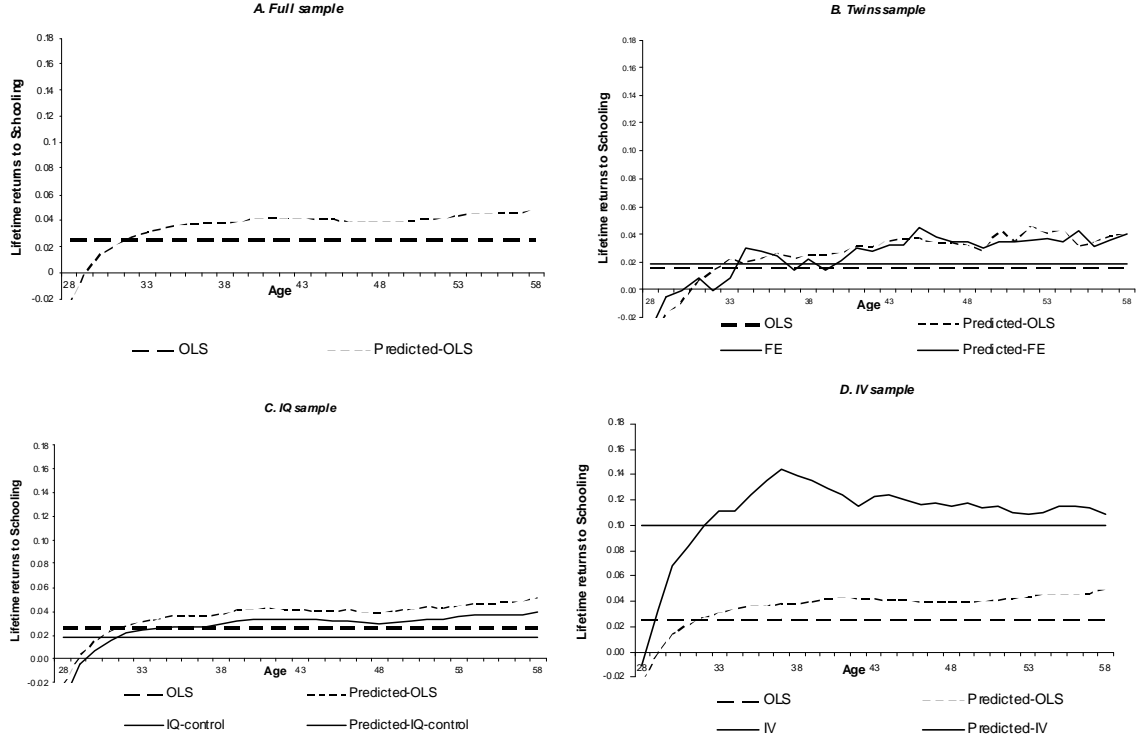 A. Full sample
0.18
0.16
0.14
0.12
0.1
0.08
0.06
0.04
0.02
0
-0.02
Lifetime returns to Schooling
28 33 38 43 48 53 58
Age
OLS Predicted-OLS
B. Twins sample
0.18
0.16
0.14
0.12
0.10
0.08
0.06
0.04
0.02
0.00
-0.02
Lifetime returns to Schooling
28 33 38 43 48 53 58
Age
OLS Predicted-OLS
FE Predicted-FE
C. IQ sample
0.18
0.16
0.14
0.12
0.10
0.08
0.06
0.04
0.02
0.00
-0.02
Lifetime returns to Schooling
28 33 38 43 48 53 58
Age
OLS Predicted-OLS
IQ-control Predicted-IQ-control
D. IV sample
0.18
0.16
0.14
0.12
0.10
0.08
0.06
0.04
0.02
0.00
-0.02
Lifetime returns to Schooling
28 33 38 43 48 53 58
Age
OLS Predicted-OLS
IV Predicted-IV